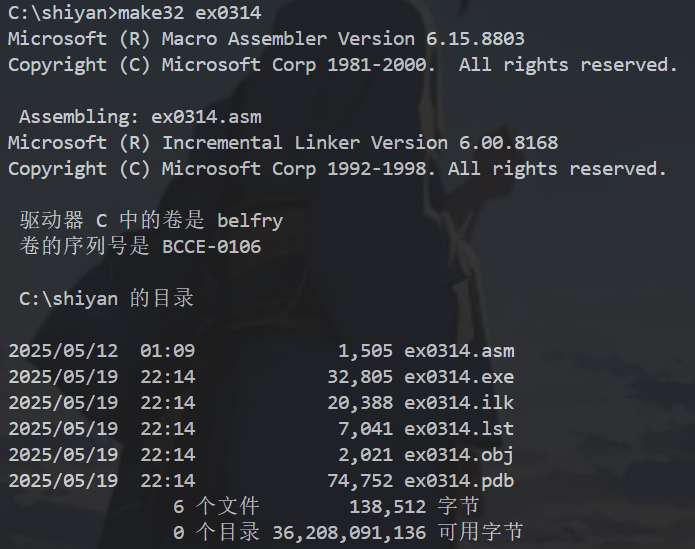 C:\shiyan>make32 ex0314
Microsoft (R) Macro Assembler Version 6.15.8803
Copyright (C) Microsoft Corp 1981-2000.  All rights reserved.

 Assembling: ex0314.asm
Microsoft (R) Incremental Linker Version 6.00.8168
Copyright (C) Microsoft Corp 1992-1998. All rights reserved.

 驱动器 C 中的卷是 belfry
 卷的序列号是 BCCE-0106

 C:\shiyan 的目录

2025/05/12  01:09             1,505 ex0314.asm
2025/05/19  22:14            32,805 ex0314.exe
2025/05/19  22:14            20,388 ex0314.ilk
2025/05/19  22:14             7,041 ex0314.lst
2025/05/19  22:14             2,021 ex0314.obj
2025/05/19  22:14            74,752 ex0314.pdb
               6 个文件        138,512 字节
               0 个目录 36,208,091,136 可用字节